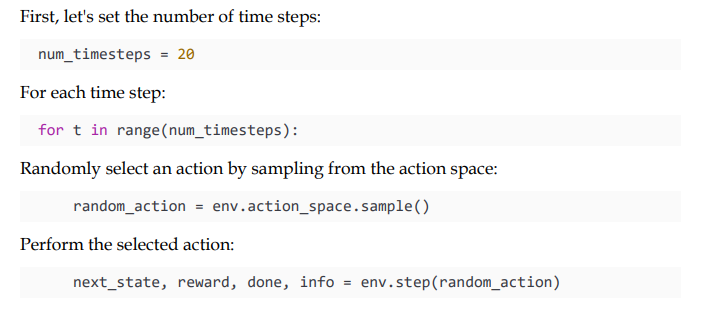 First, let's set the number of time steps:
num_timesteps = 20
For each time step:
for t in range(num_timesteps):
Randomly select an action by sampling from the action space:
random_action = env.action_space.sample()
Perform the selected action:
next_state, reward, done, info = env.step(random_action)